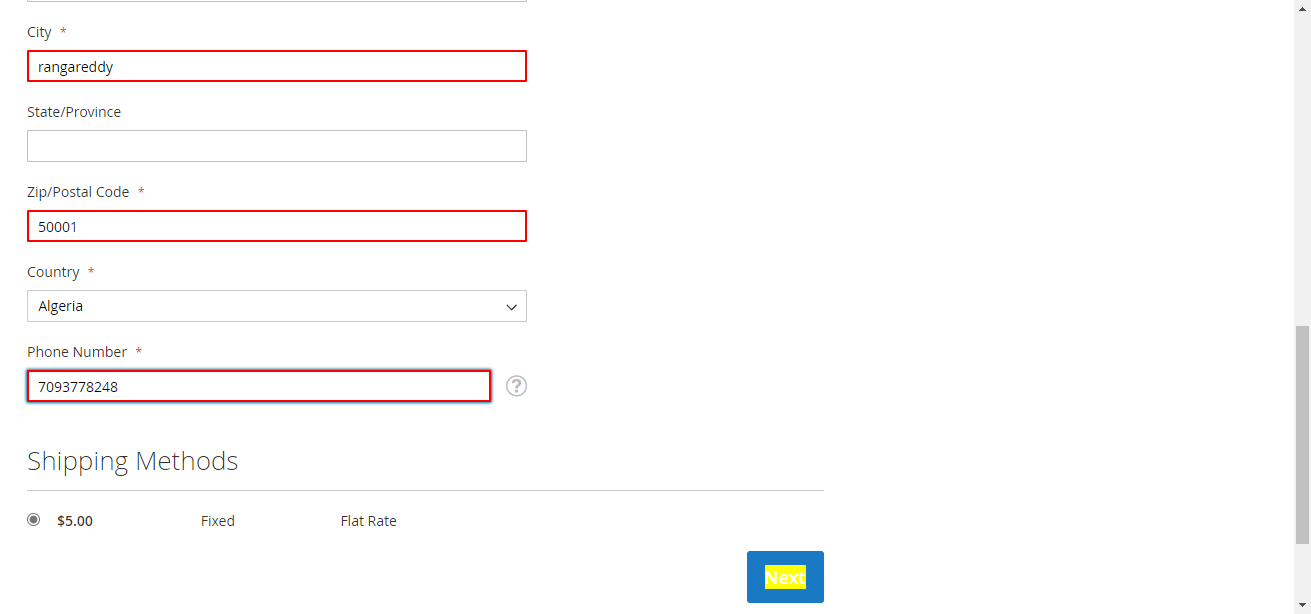 City *
rangareddy
State/Province
Zip/Postal Code *
50001
Country *
Algeria
Phone Number *
7093778248
?
Shipping Methods
$5.00 Fixed Flat Rate
Next